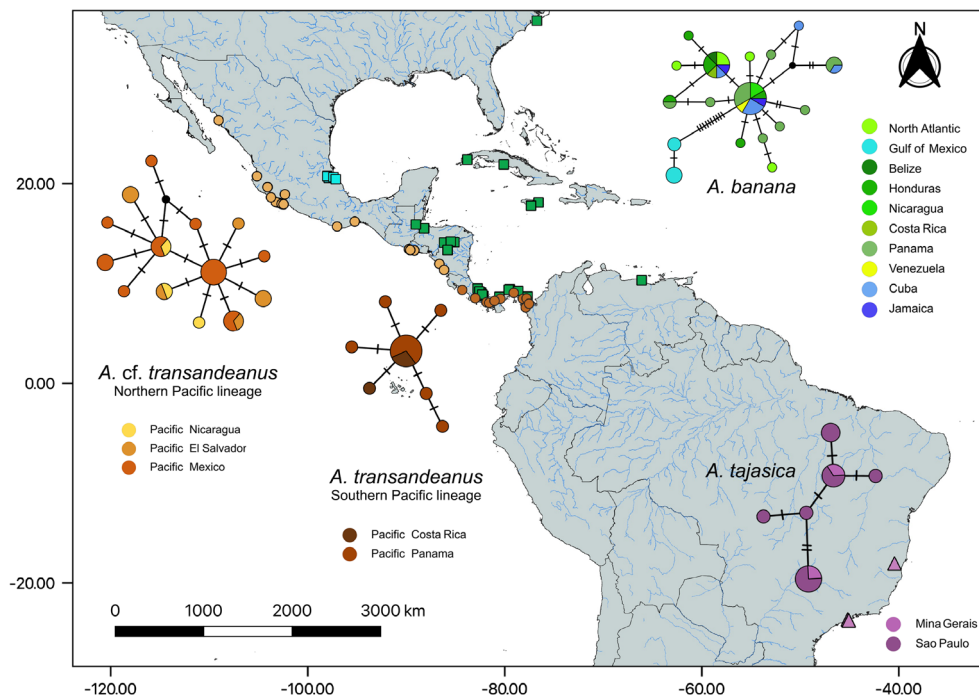 N
North Atlantic
Gulf of Mexico
Belize
Honduras
Nicaragua
Costa Rica
Panama
Venezuela
Cuba
Jamaica
A. banana
20.00
0.00
-20.00
A. cf. transandeanus
Northern Pacific lineage
Pacific Nicaragua
Pacific El Salvador
Pacific Mexico
A. transandeanus
Southern Pacific lineage
Pacific Costa Rica
Pacific Panama
A. tajasica
Mina Gerais
Sao Paulo
0 1000 2000 3000 km
-120.00 -100.00 -80.00 -60.00 -40.00